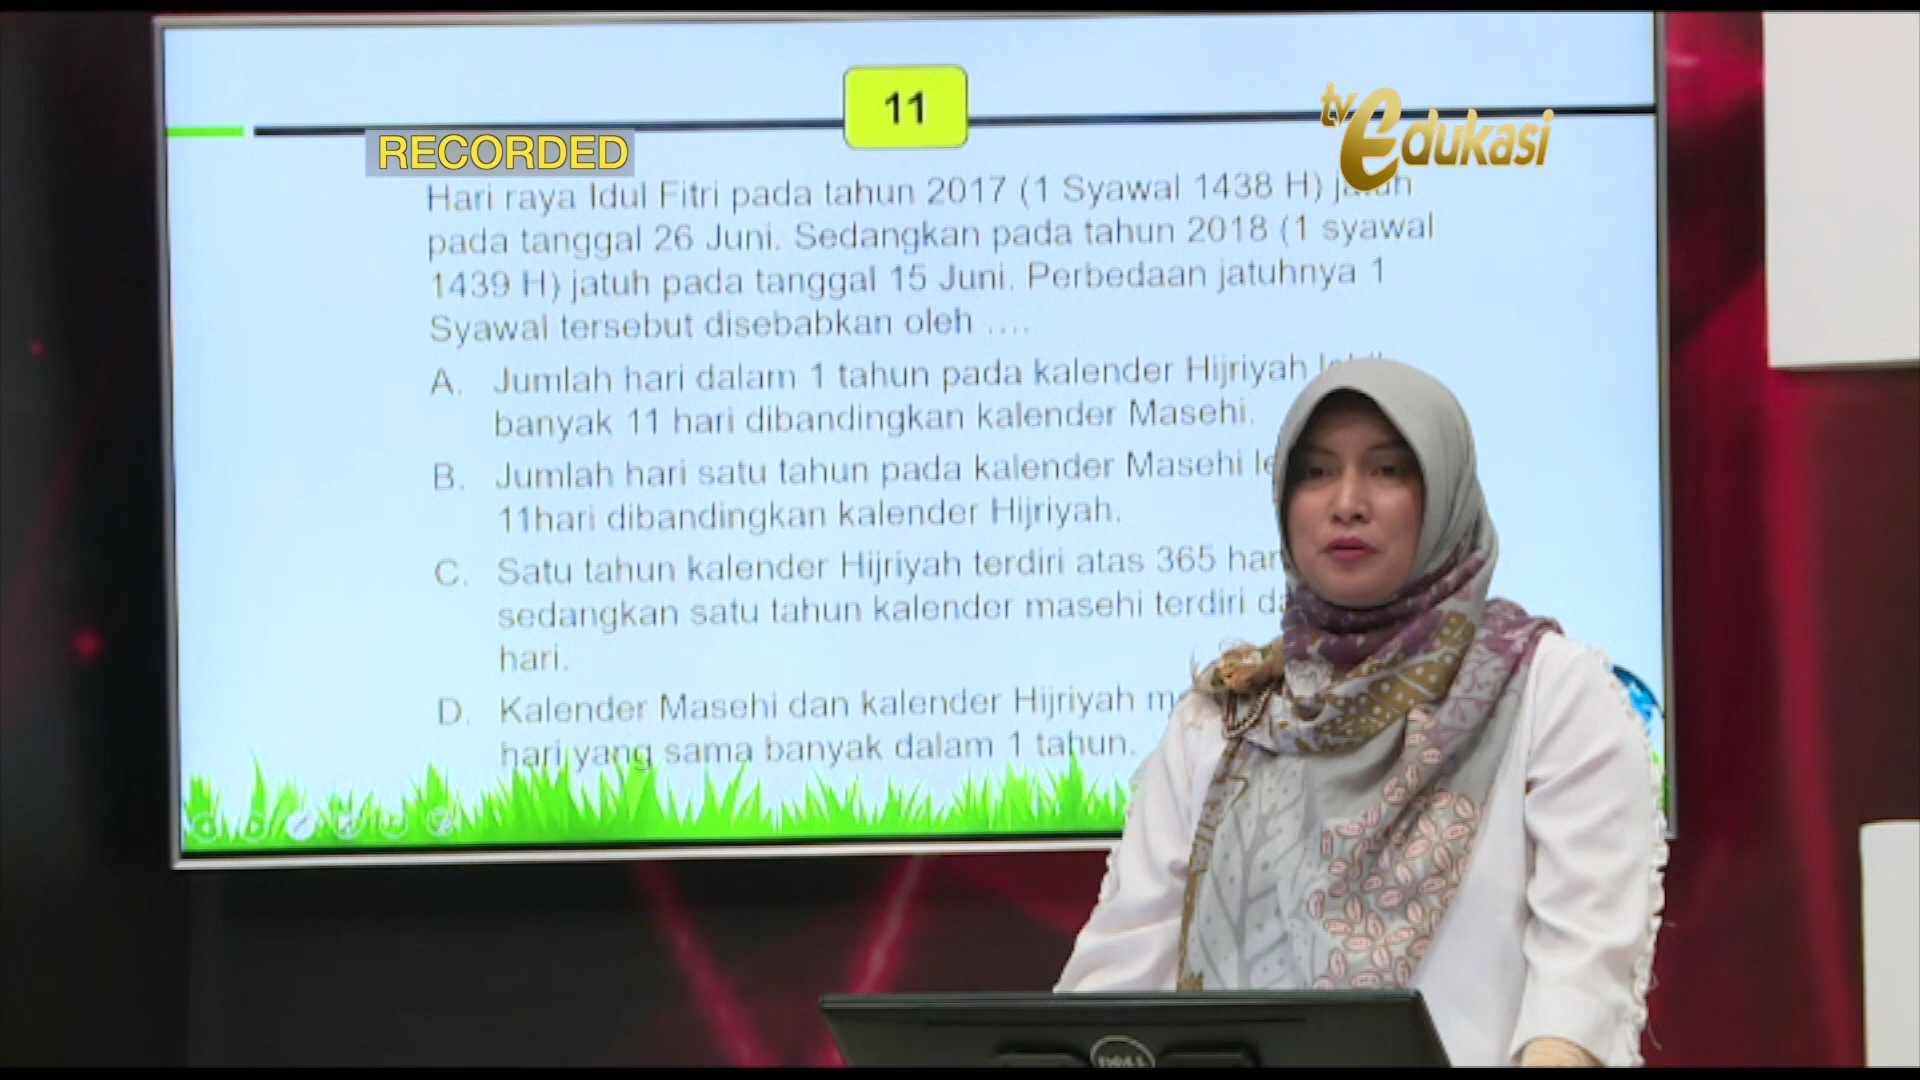 11
tv edukasi
RECORDED
Hari raya Idul Fitri pada tahun 2017 (1 Syawal 1438 H)
pada tanggal 26 Juni. Sedangkan pada tahun 2018 (1 syawal
1439 H) jatuh pada tanggal 15 Juni. Perbedaan jatuhnya 1
Syawal tersebut disebabkan oleh ....
A. Jumlah hari dalam 1 tahun pada kalender Hijriyah
banyak 11 hari dibandingkan kalender Masehi.
B. Jumlah hari satu tahun pada kalender Masehi
11hari dibandingkan kalender Hijriyah.
C. Satu tahun kalender Hijriyah terdiri atas 365
sedangkan satu tahun kalender masehi terdiri
hari.
D. Kalender Masehi dan kalender Hijriyah
hari yang sama banyak dalam 1 tahun.
DELL